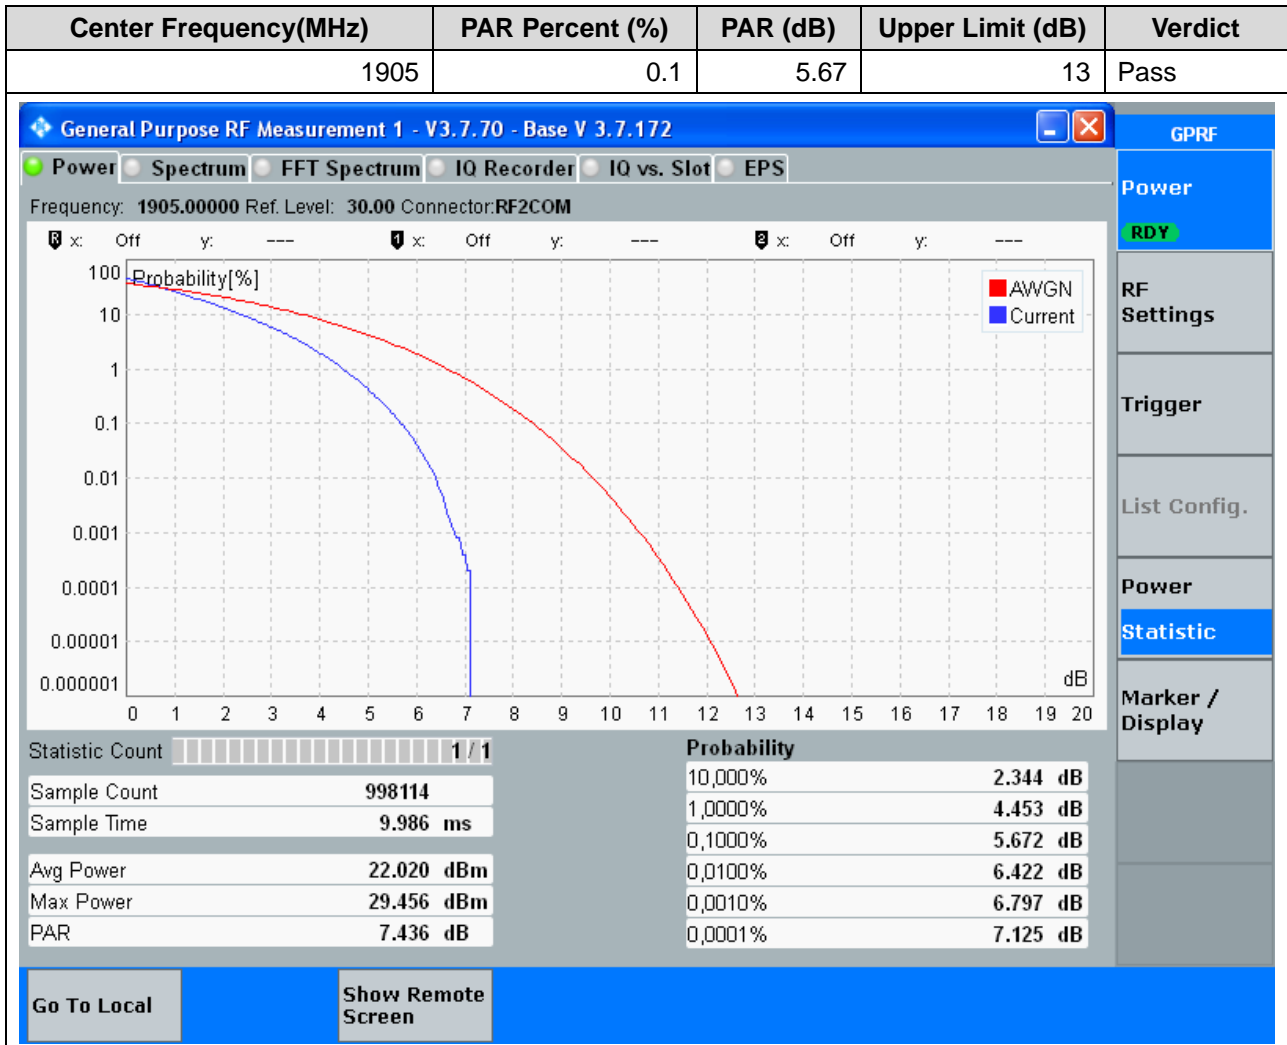 Center Frequency(MHz) PAR Percent (%) PAR (dB) Upper Limit (dB) Verdict
1905 0.1 5.67 13 Pass
General Purpose RF Measurement 1 - V3.7.70 - Base V 3.7.172
GPRF
Power Spectrum FFT Spectrum IQ Recorder IQ vs. Slot EPS
Frequency: 1905.00000 Ref. Level: 30.00 Connector:RF2COM
R x: Off y: --- 1 x: Off y: --- 2 x: Off y: ---
Probability[%]
AWGN
Current
100
10
1
0.1
0.01
0.001
0.0001
0.00001
0.000001
dB
0 1 2 3 4 5 6 7 8 9 10 11 12 13 14 15 16 17 18 19 20
Statistic Count 1 / 1
Sample Count 998114
Sample Time 9.986 ms
Avg Power 22.020 dBm
Max Power 29.456 dBm
PAR 7.436 dB
Probability
10,000% 2.344 dB
1,0000% 4.453 dB
0,1000% 5.672 dB
0,0100% 6.422 dB
0,0010% 6.797 dB
0,0001% 7.125 dB
Power
RDY
RF
Settings
Trigger
List Config.
Power
Statistic
Marker /
Display
Go To Local
Show Remote
Screen